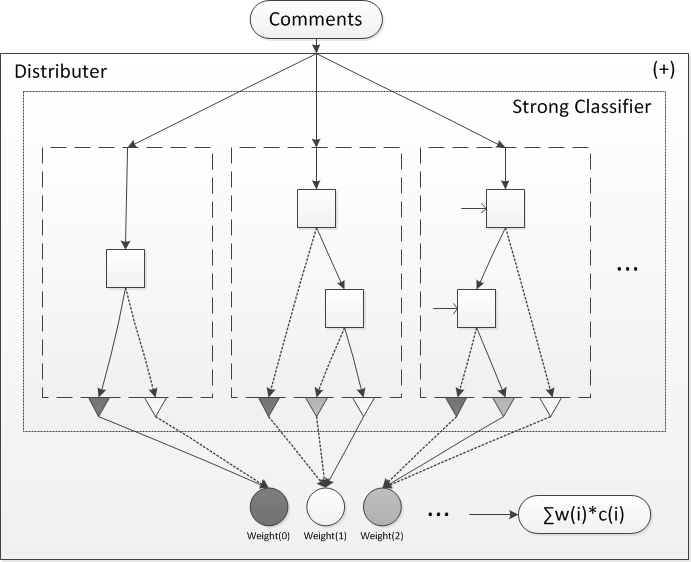 Comments
Distributer
(+)
Strong Classifier
...
Weight(0)
Weight(1)
Weight(2)
...
∑w(i)*c(i)